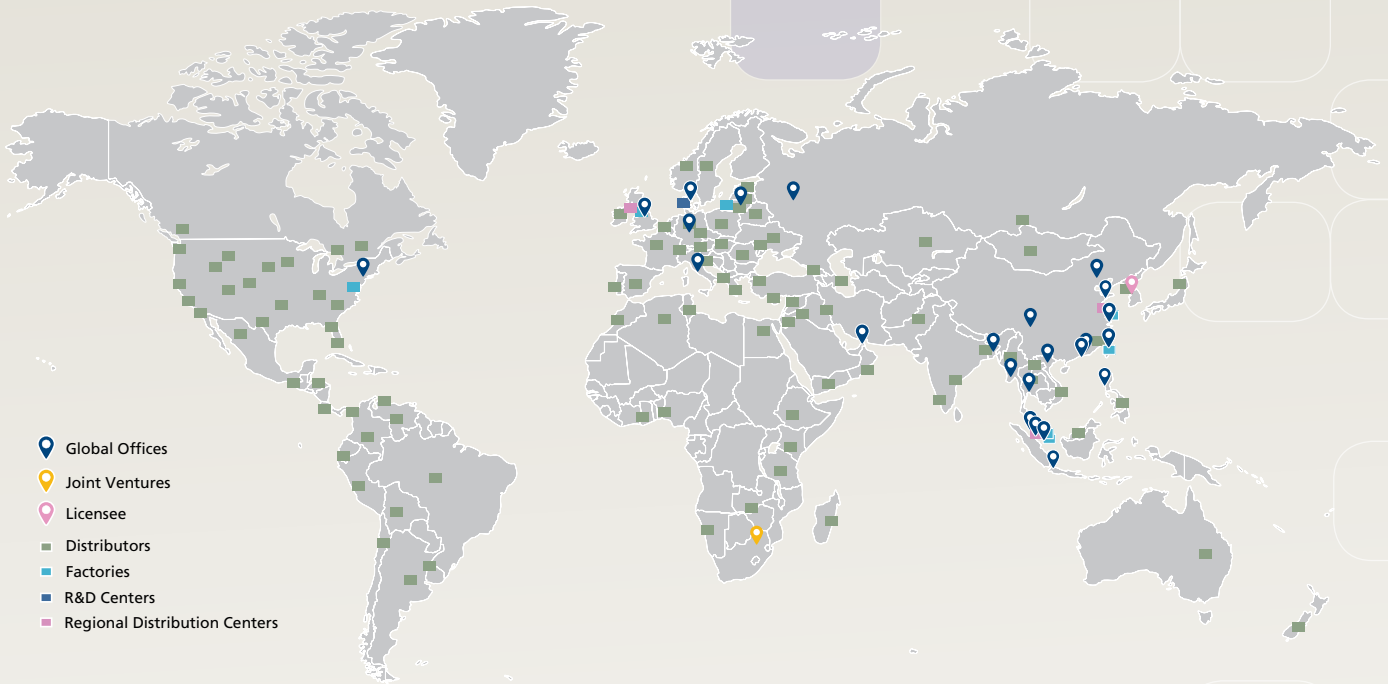 Global Offices
Joint Ventures
Licensee
Distributors
Factories
R&D Centers
Regional Distribution Centers